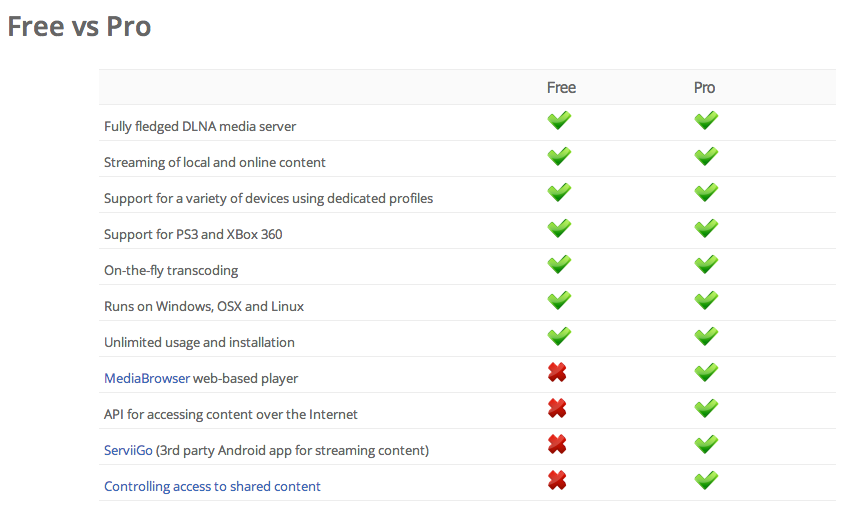 Free vs Pro
Free Pro
Fully fledged DLNA media server
Streaming of local and online content
Support for a variety of devices using dedicated profiles
Support for PS3 and XBox 360
On-the-fly transcoding
Runs on Windows, OSX and Linux
Unlimited usage and installation
MediaBrowser web-based player
API for accessing content over the Internet
ServiiGo (3rd party Android app for streaming content)
Controlling access to shared content